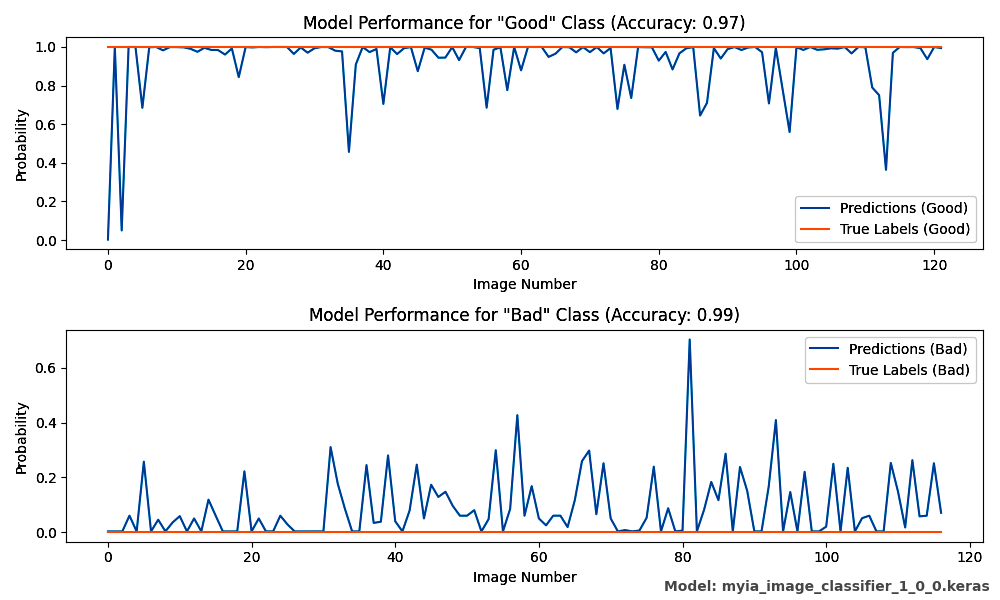 Model Performance for "Good" Class (Accuracy: 0.97)
1.0
0.8
0.6
0.4
0.2
0.0
Probability
Predictions (Good)
True Labels (Good)
0 20 40 60 80 100 120
Image Number
Model Performance for "Bad" Class (Accuracy: 0.99)
0.6
0.4
0.2
0.0
Probability
Predictions (Bad)
True Labels (Bad)
0 20 40 60 80 100 120
Image Number
Model: myia_image_classifier_1_0_0.keras